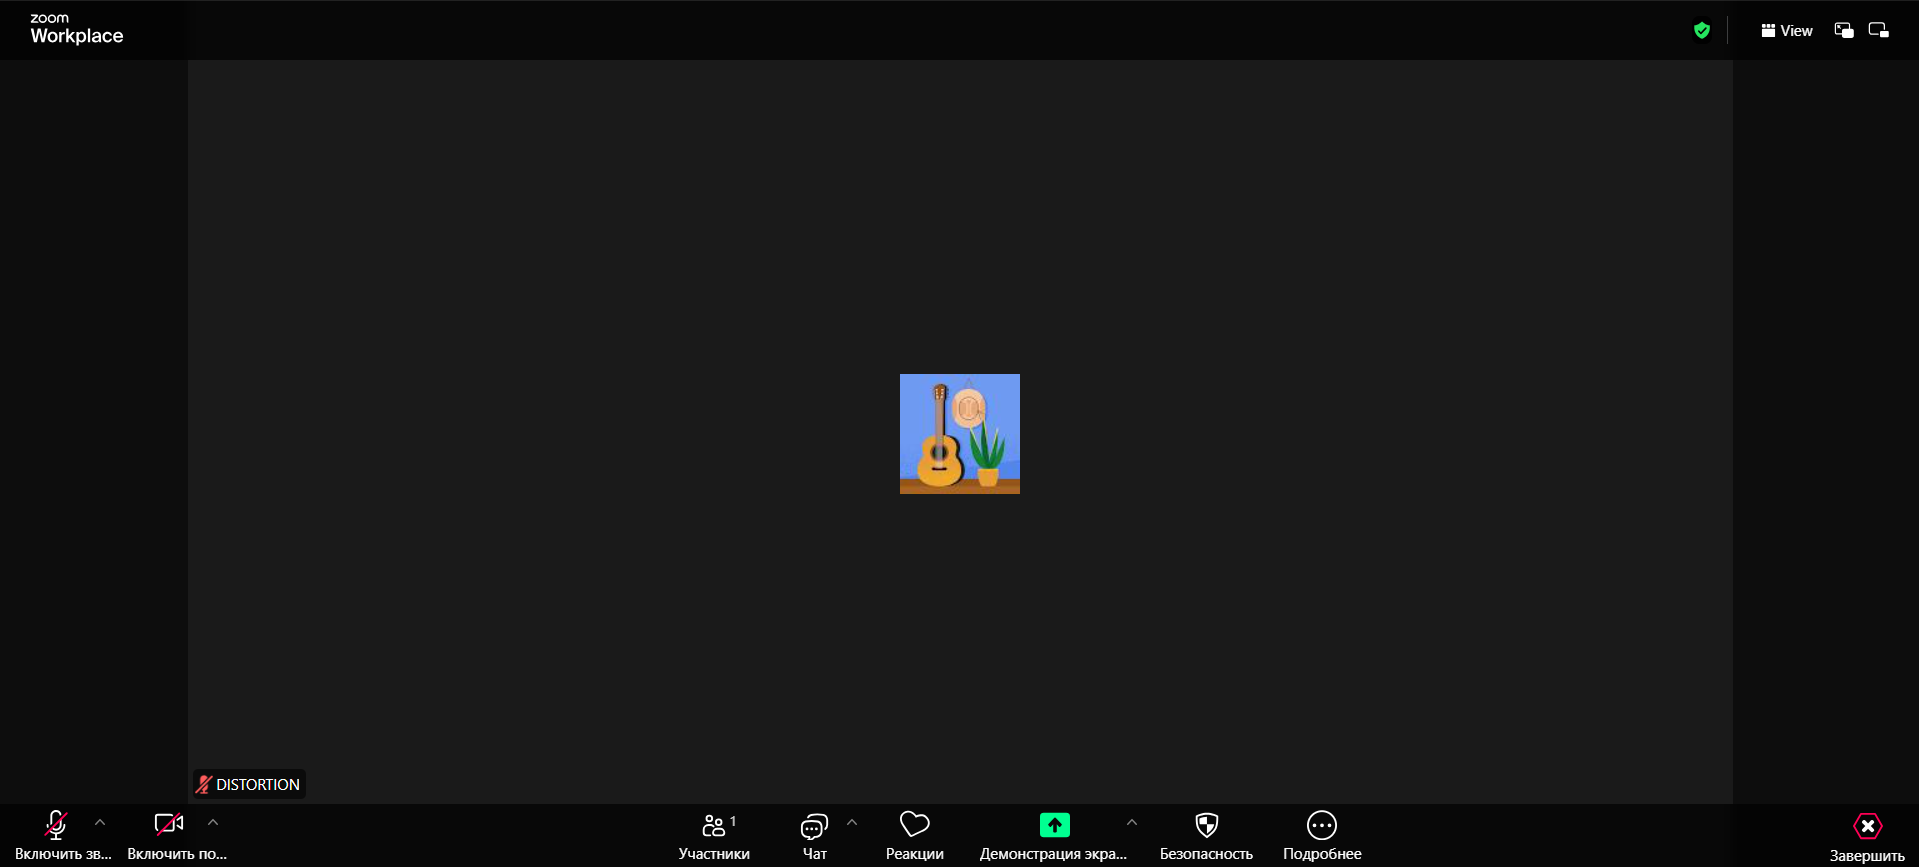 zoom
Workplace
View
DISTORTION
Включить зв...
Включить по...
1
Участники
Чат
Реакции
Демонстрация экра...
Безопасность
Подробнее
Завершить